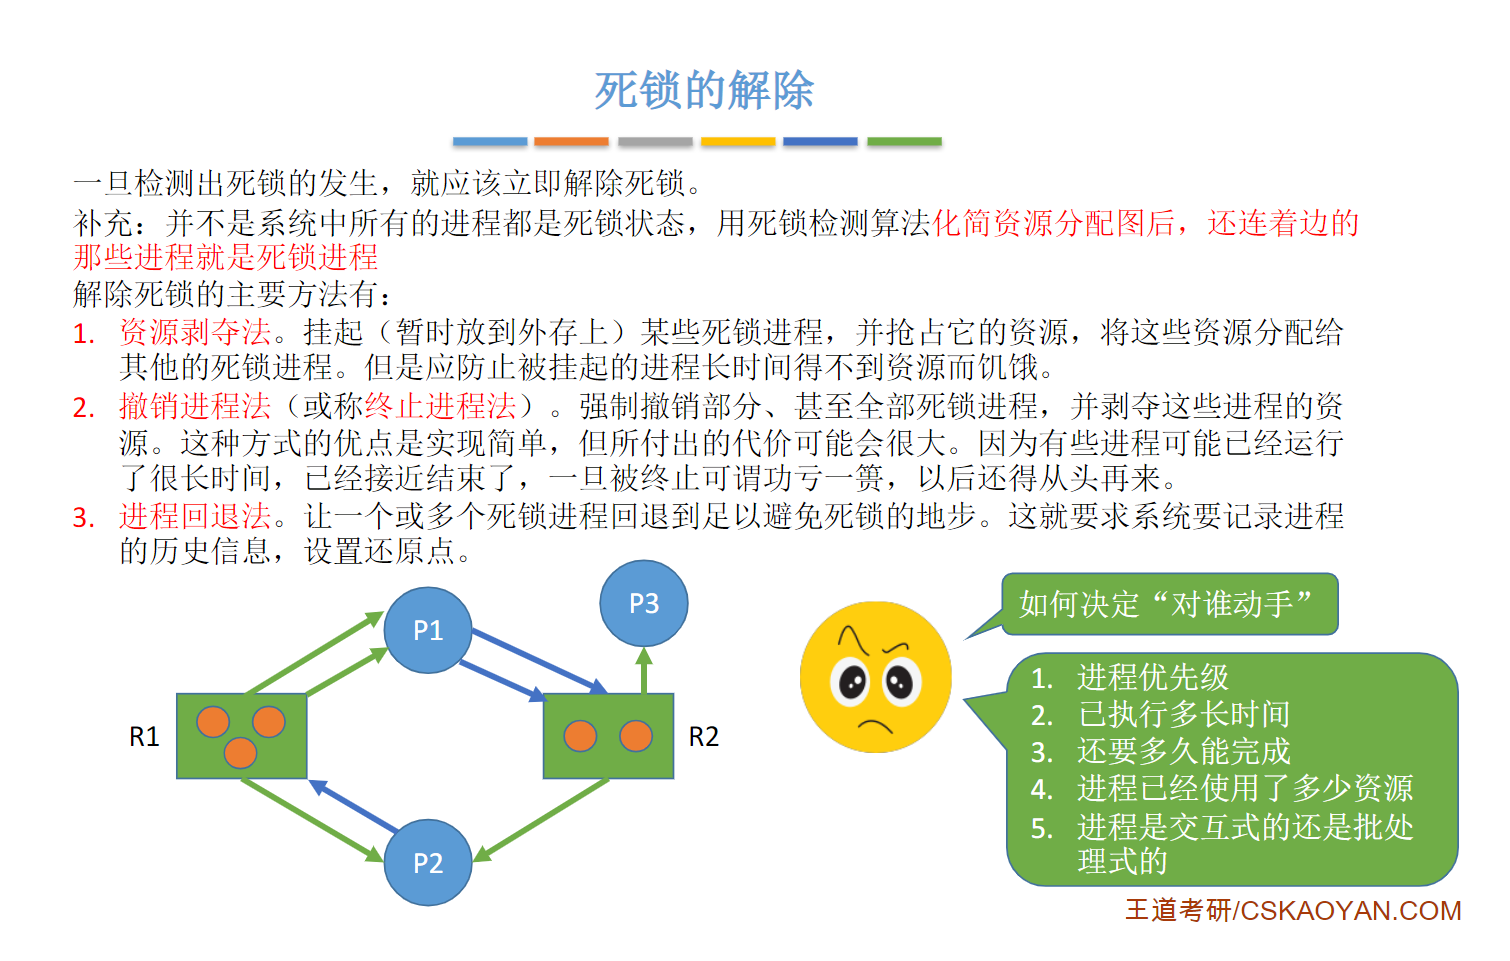 死锁的解除
一旦检测出死锁的发生，就应该立即解除死锁。
补充：并不是系统中所有的进程都是死锁状态，用死锁检测算法化简资源分配图后，还连着边的
那些进程就是死锁进程
解除死锁的主要方法有：
1. 资源剥夺法。挂起（暂时放到外存上）某些死锁进程，并抢占它的资源，将这些资源分配给
其他的死锁进程。但是应防止被挂起的进程长时间得不到资源而饥饿。
2. 撤销进程法（或称终止进程法）。强制撤销部分、甚至全部死锁进程，并剥夺这些进程的资
源。这种方式的优点是实现简单，但所付出的代价可能会很大。因为有些进程可能已经运行
了很长时间，已经接近结束了，一旦被终止可谓功亏一篑，以后还得从头再来。
3. 进程回退法。让一个或多个死锁进程回退到足以避免死锁的地步。这就要求系统要记录进程
的历史信息，设置还原点。
P1
P3
R1
R2
P2
如何决定“对谁动手”
1. 进程优先级
2. 已执行多长时间
3. 还要多久能完成
4. 进程已经使用了多少资源
5. 进程是交互式的还是批处
理式的
王道考研/CSKAOYAN.COM